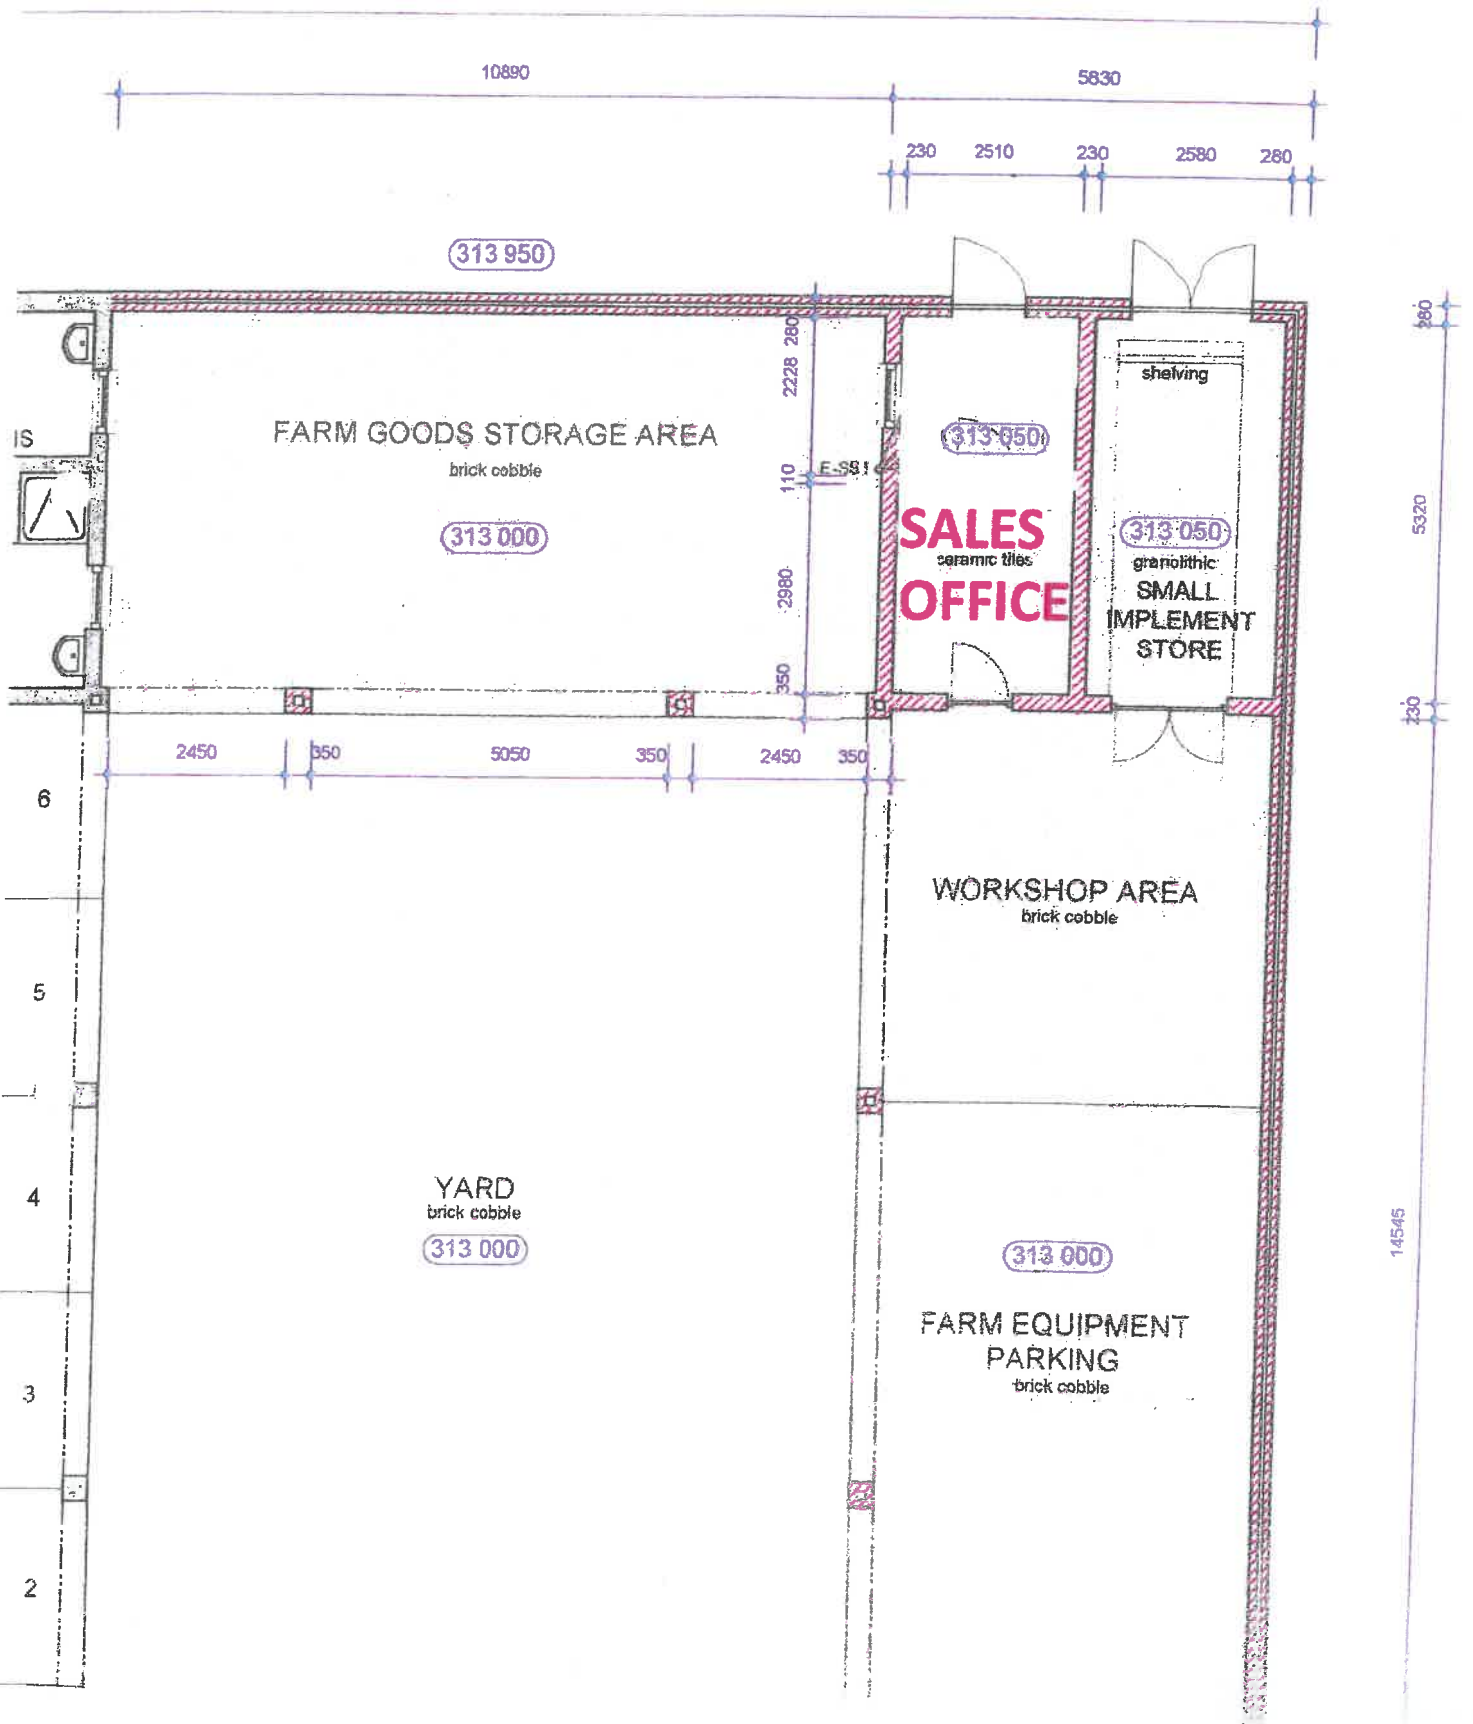 10890
5830
230 2510 230 2580 280
313 950
280
280
2228
shelving
IS
FARM GOODS STORAGE AREA
brick cobble
313 050
110
313 000
SALES
ceramic tiles
OFFICE
313 050
granolithic
SMALL
IMPLEMENT
STORE
5320
2980
350
230
2450 350 5050 350 2450 350
6
WORKSHOP AREA
brick cobble
5
4
YARD
brick cobble
313 000
14545
313 000
FARM EQUIPMENT
PARKING
brick cobble
3
2